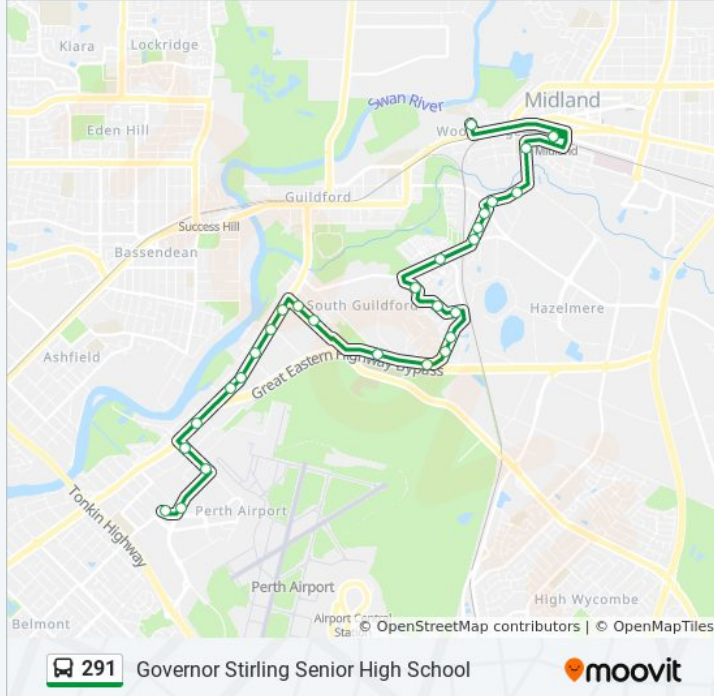 Kiara
Lockridge
Swan River
Midland
Eden Hill
Midland
Guildford
Success Hill
Bassendean
South Guildford
Hazelmere
Ashfield
Great Eastern Highway Bypass
Tonkin Highway
Perth Airport
Perth Airport
High Wycombe
Belmont
Airport Central
© OpenStreetMap contributors | © OpenMapTiles
291 Governor Stirling Senior High School
moovit